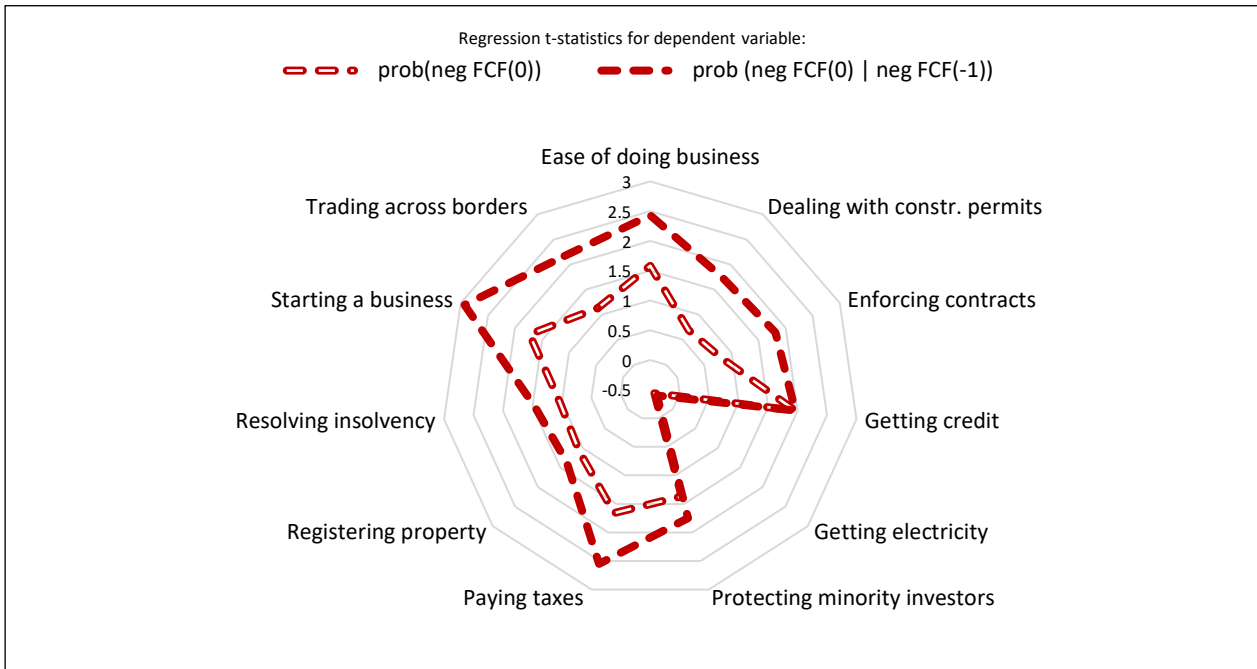 Regression t-statistics for dependent variable:
prob(neg FCF(0)) prob (neg FCF(0) | neg FCF(-1))
Ease of doing business
3
Trading across borders
Dealing with constr. permits
2.5
2
1.5
Starting a business
Enforcing contracts
1
0.5
0
-0.5
Resolving insolvency
Getting credit
Registering property
Getting electricity
Paying taxes
Protecting minority investors